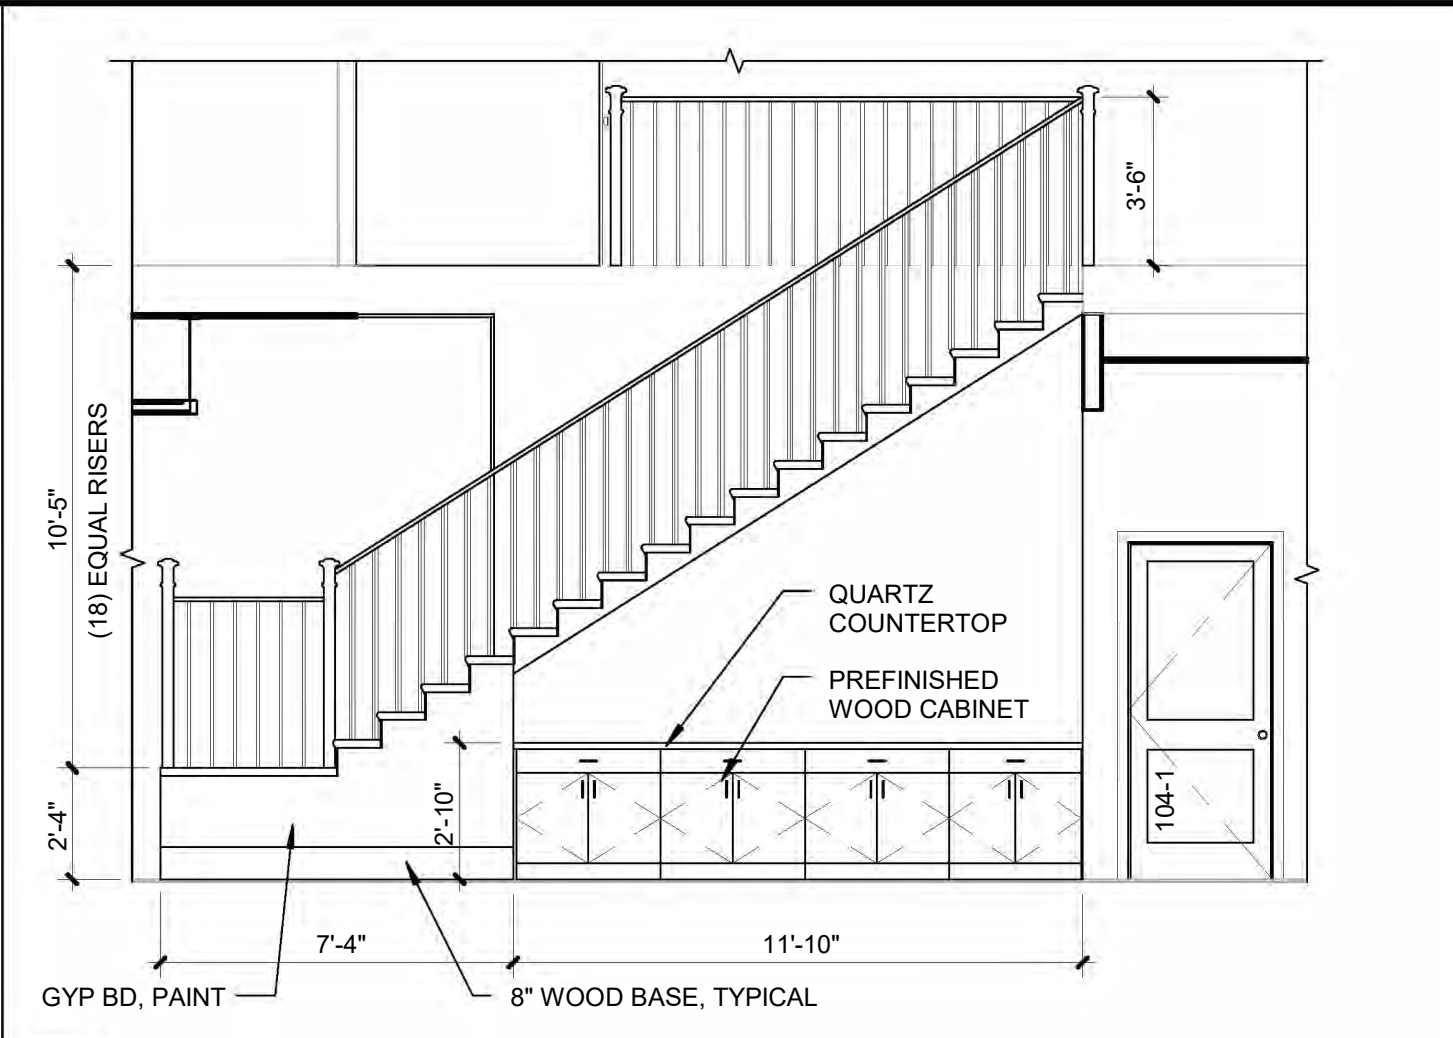 3'-6"
10'-5"
(18) EQUAL RISERS
QUARTZ
COUNTERTOP
PREFINISHED
WOOD CABINET
2'-4"
2'-10"
104-1
7'-4"
11'-10"
GYP BD, PAINT
8" WOOD BASE, TYPICAL